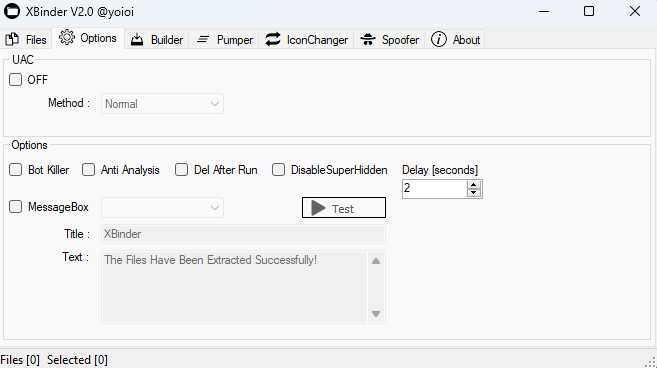 XBinder V2.0 @yoioi
Files Options Builder Pumper IconChanger Spoofer About
UAC
OFF
Method : Normal
Options
Bot Killer Anti Analysis Del After Run DisableSuperHidden Delay [seconds]
2
MessageBox Test
Title : XBinder
Text : The Files Have Been Extracted Successfully!
Files [0] Selected [0]